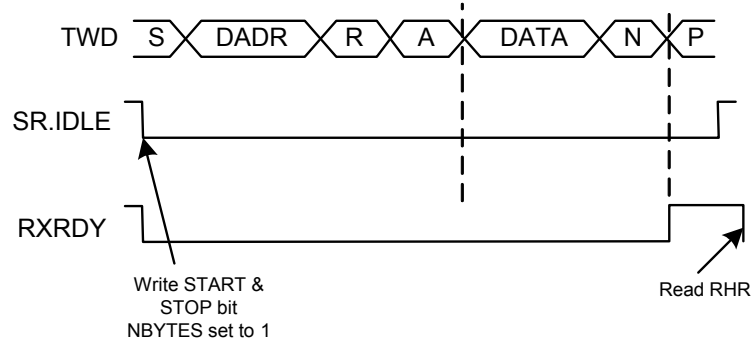 TWD S DADR R A DATA N P
SR.IDLE
RXRDY
Write START &
STOP bit
NBYTES set to 1
Read RHR